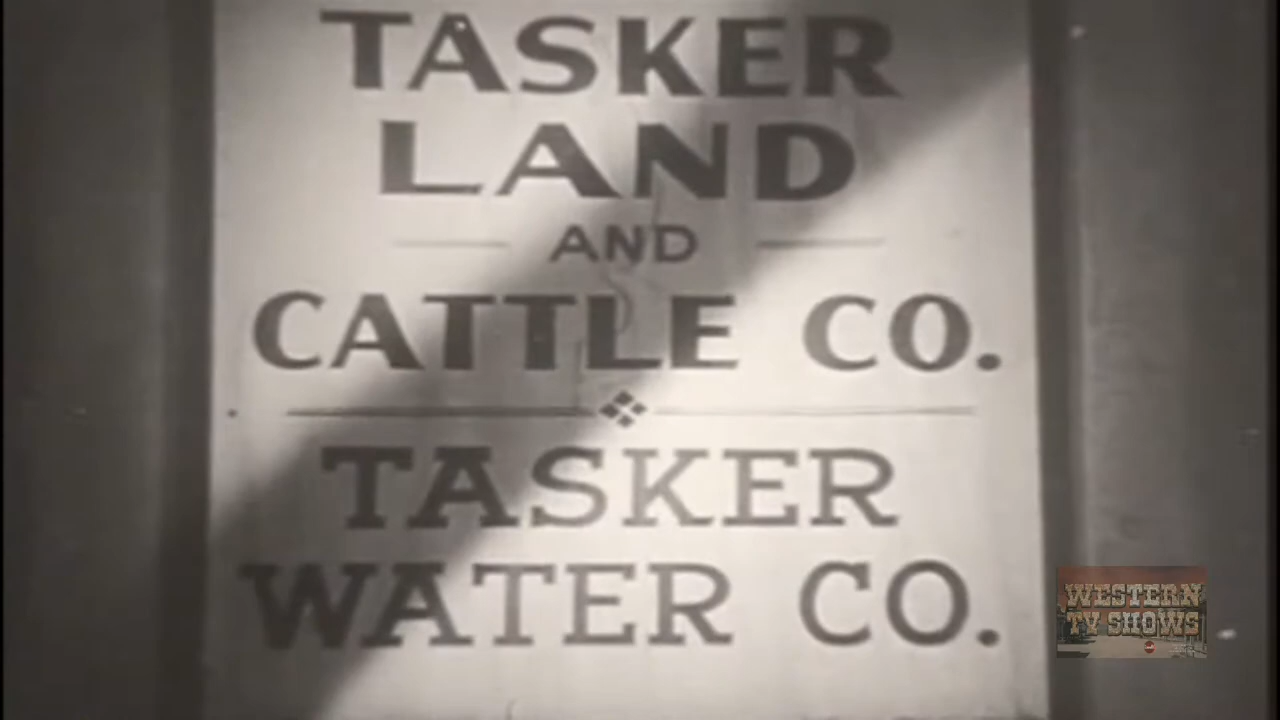 TASKER
LAND
AND
CATTLE CO.
TASKER
WATER CO.
WESTERN
TV SHOWS